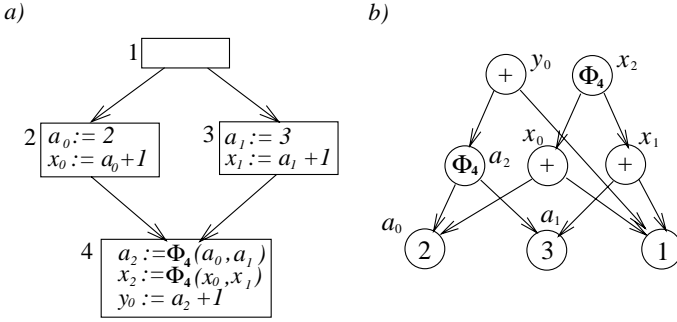 a)
1
2
a₀ := 2
x₀ := a₀+1
3
a₁ := 3
x₁ := a₁ +1
4
a₂ :=Φ₄(a₀,a₁)
x₂ :=Φ₄(x₀,x₁)
y₀ := a₂ +1
b)
+ y₀
Φ₄ x₂
Φ₄ a₂
x₀ +
x₁ +
a₀ 2
a₁ 3
1